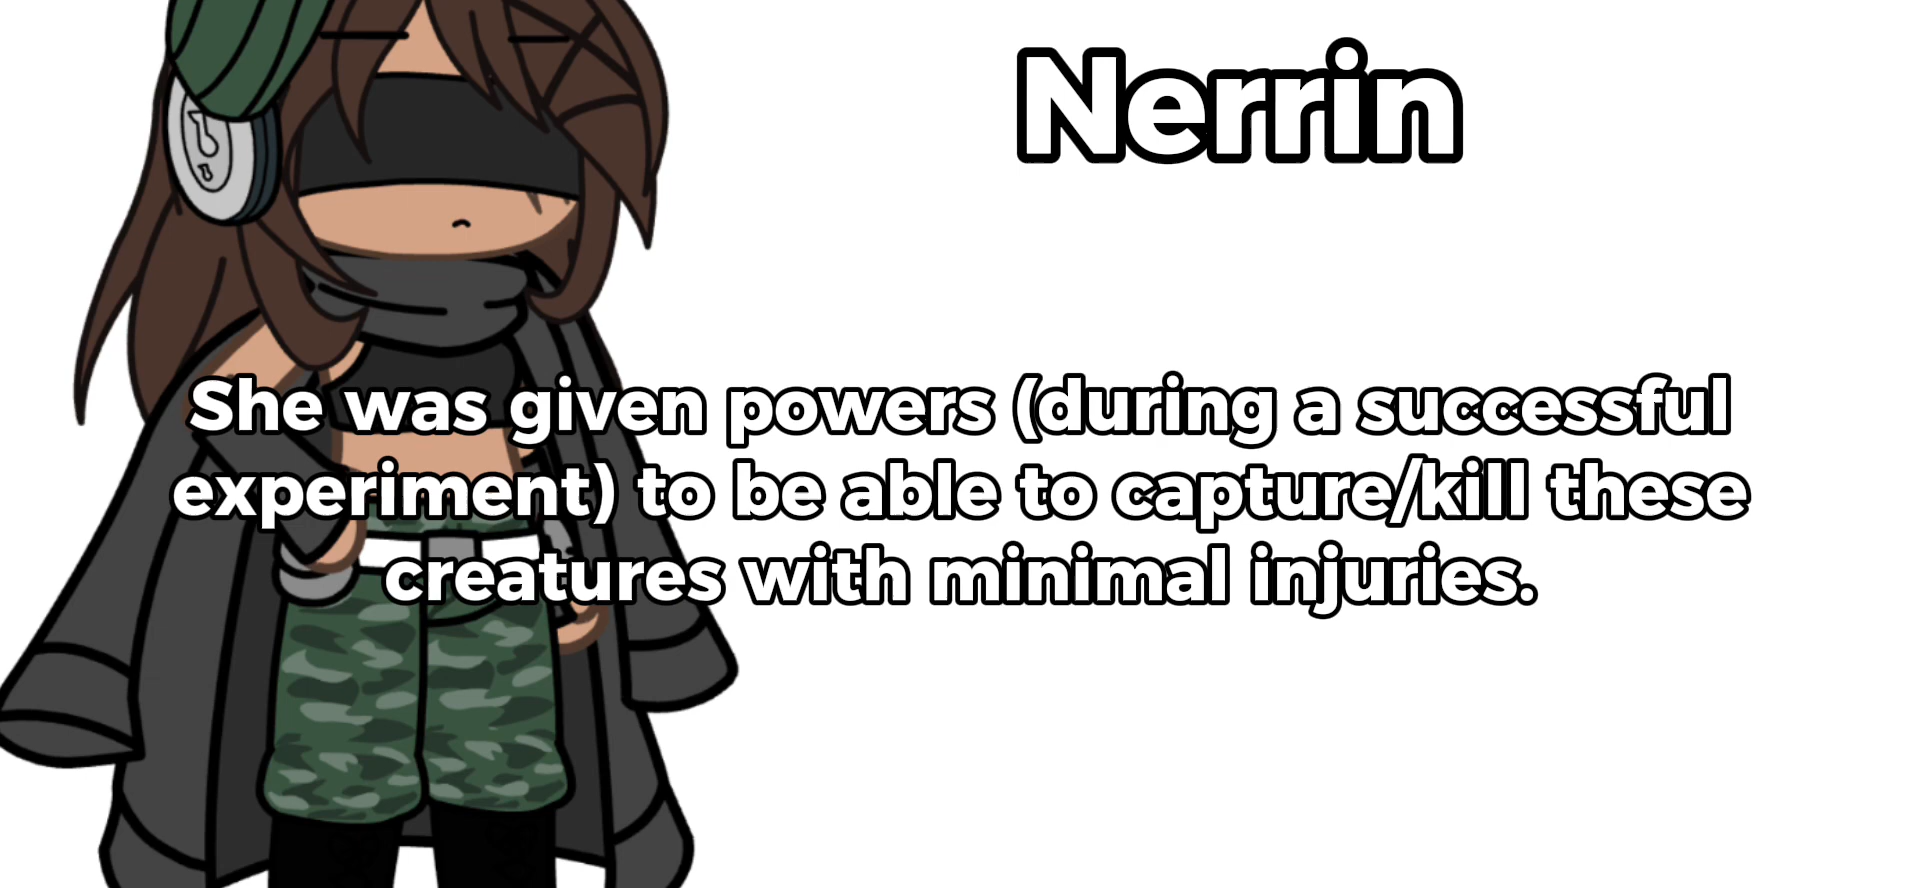 Nerrin
She was given powers (during a successful
experiment) to be able to capture/kill these
creatures with minimal injuries.